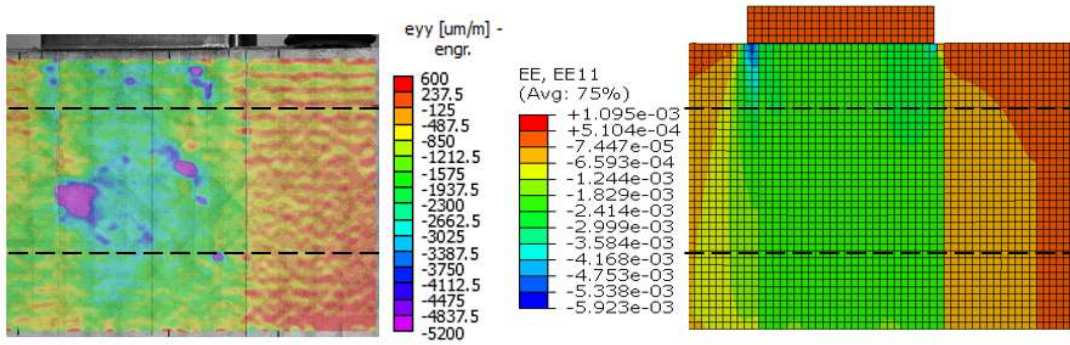 eyy [um/m] -
engr.
600
237.5
-125
-487.5
-850
-1212.5
-1575
-1937.5
-2300
-2662.5
-3025
-3387.5
-3750
-4112.5
-4475
-4837.5
-5200
EE, EE11
(Avg: 75%)
+1.095e-03
+5.104e-04
-7.447e-05
-6.593e-04
-1.244e-03
-1.829e-03
-2.414e-03
-2.999e-03
-3.584e-03
-4.168e-03
-4.753e-03
-5.338e-03
-5.923e-03